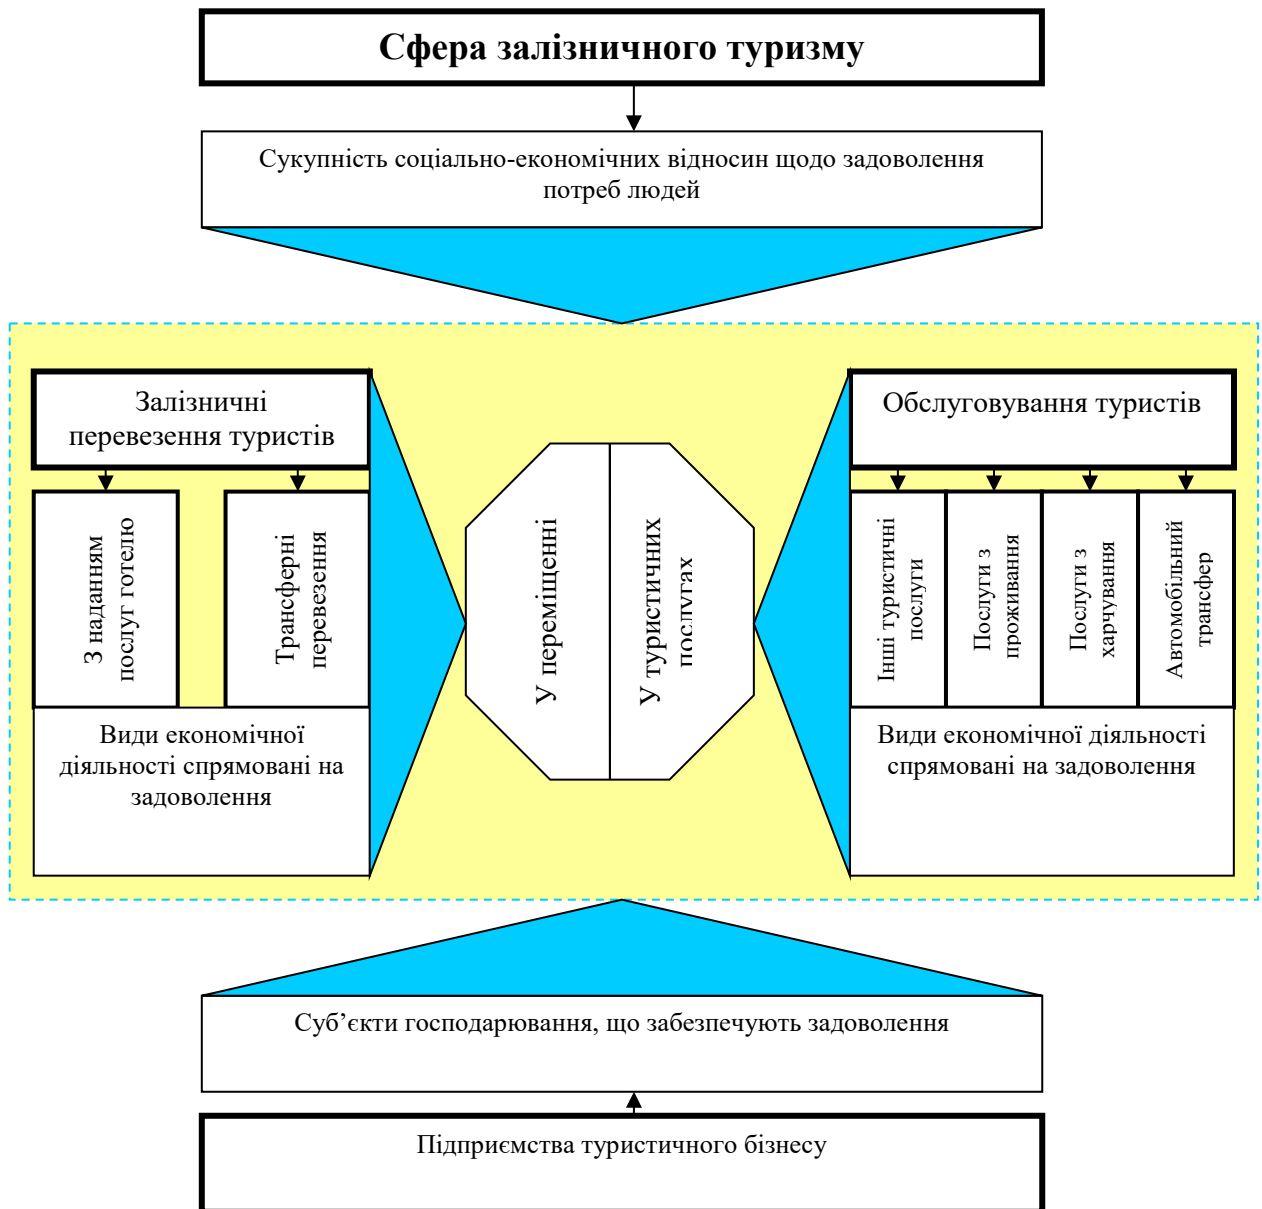 Сфера залізничного туризму
Сукупність соціально-економічних відносин щодо задоволення
потреб людей
Залізничні
перевезення туристів
З наданням
послуг готелю
Трансферні
перевезення
Види економічної
діяльності спрямовані на
задоволення
У переміщенні
У туристичних
послугах
Обслуговування туристів
Інші туристичні
послуги
Послуги з
проживання
Послуги з
харчування
Автомобільний
трансфер
Види економічної діяльності
спрямовані на задоволення
Суб’єкти господарювання, що забезпечують задоволення
Підприємства туристичного бізнесу